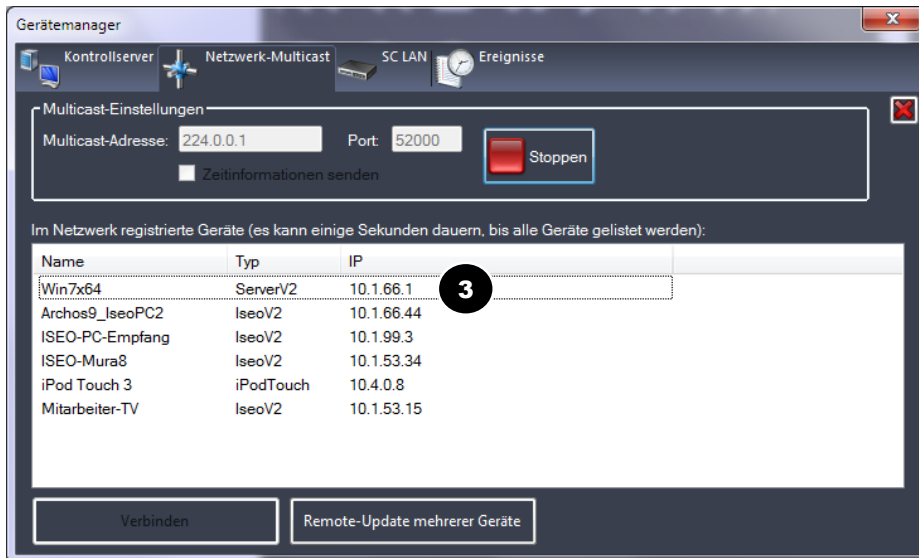 Gerätemanager
Kontrollserver Netzwerk-Multicast SC LAN Ereignisse
Multicast-Einstellungen
Multicast-Adresse: 224.0.0.1 Port: 52000 Stoppen
Zeitinformationen senden
Im Netzwerk registrierte Geräte (es kann einige Sekunden dauern, bis alle Geräte gelistet werden):
Name Typ IP
Win7x64 ServerV2 10.1.66.1 3
Archos9_IseoPC2 IseoV2 10.1.66.44
ISEO-PC-Empfang IseoV2 10.1.99.3
ISEO-Mura8 IseoV2 10.1.53.34
iPod Touch 3 iPodTouch 10.4.0.8
Mitarbeiter-TV IseoV2 10.1.53.15
Verbinden Remote-Update mehrerer Geräte